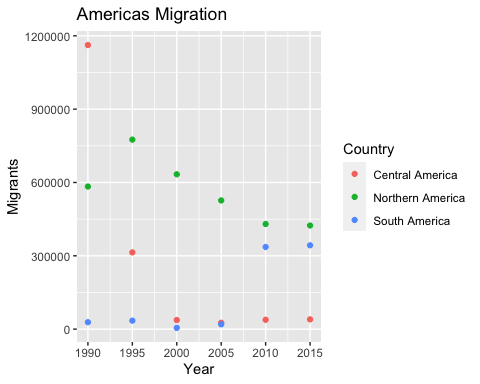 Americas Migration
1200000
900000
600000
300000
0
Migrants
1990 1995 2000 2005 2010 2015
Year
Country
Central America
Northern America
South America